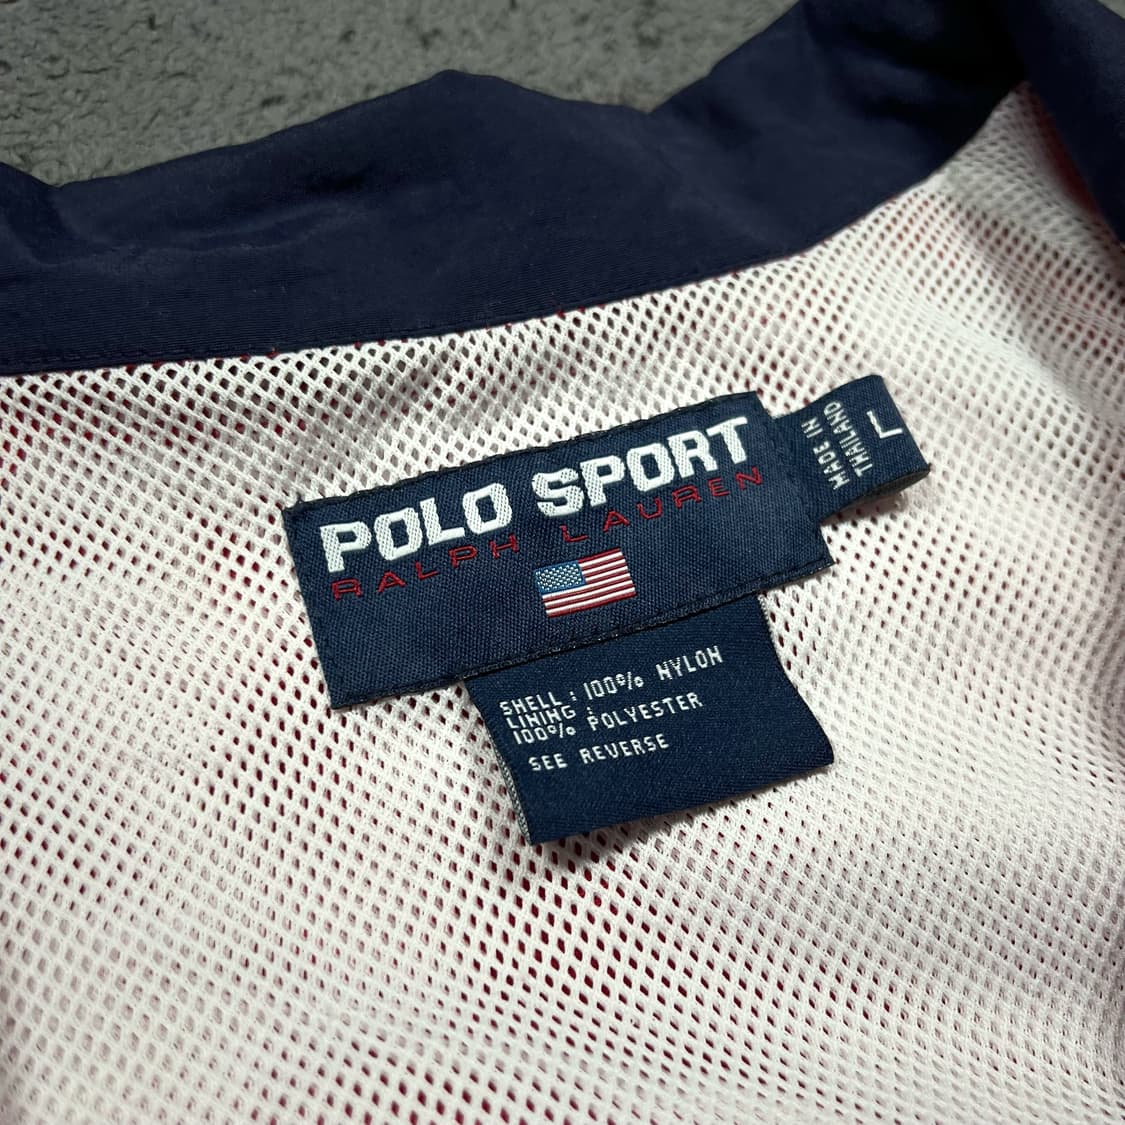 POLO SPORT
RALPH LAUREN
MADE IN
THAILAND
L
SHELL : 100% NYLON
LINING :
100% POLYESTER
SEE REVERSE